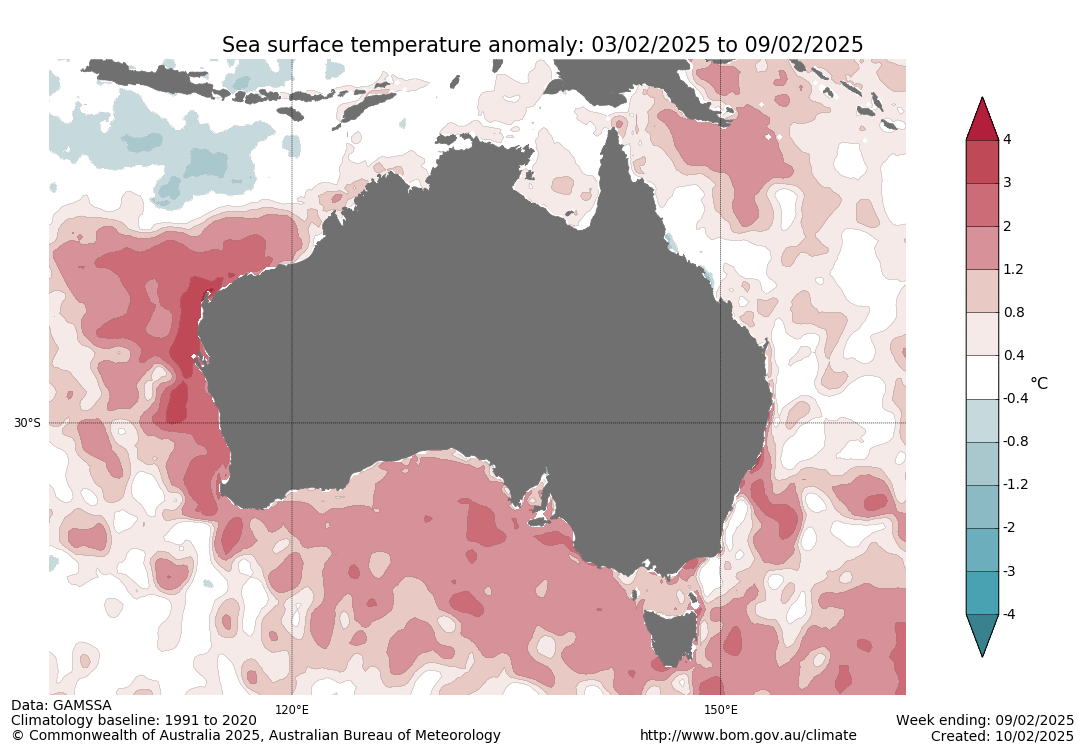 Sea surface temperature anomaly: 03/02/2025 to 09/02/2025
4
3
2
1.2
0.8
0.4
°C
-0.4
-0.8
-1.2
-2
-3
-4
30°S
120°E
150°E
Data: GAMSSA
Climatology baseline: 1991 to 2020
© Commonwealth of Australia 2025, Australian Bureau of Meteorology
http://www.bom.gov.au/climate
Week ending: 09/02/2025
Created: 10/02/2025